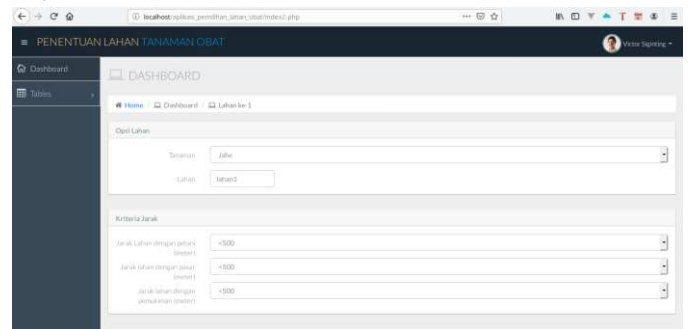 localhost/aplikasi_pemilihan_lahan_obat/index2.php
PENENTUAN LAHAN TANAMAN OBAT
Victor Saputing
Dashboard
Tables
DASHBOARD
Home / Dashboard / Lahan ke-1
Opsi Lahan
Tanaman
Jahe
Lahan
lahan1
Kriteria Jarak
Jarak Lahan dengan petani
(meter)
<500
Jarak lahan dengan pasar
(meter)
<500
Jarak lahan dengan
pemukiman (meter)
<500